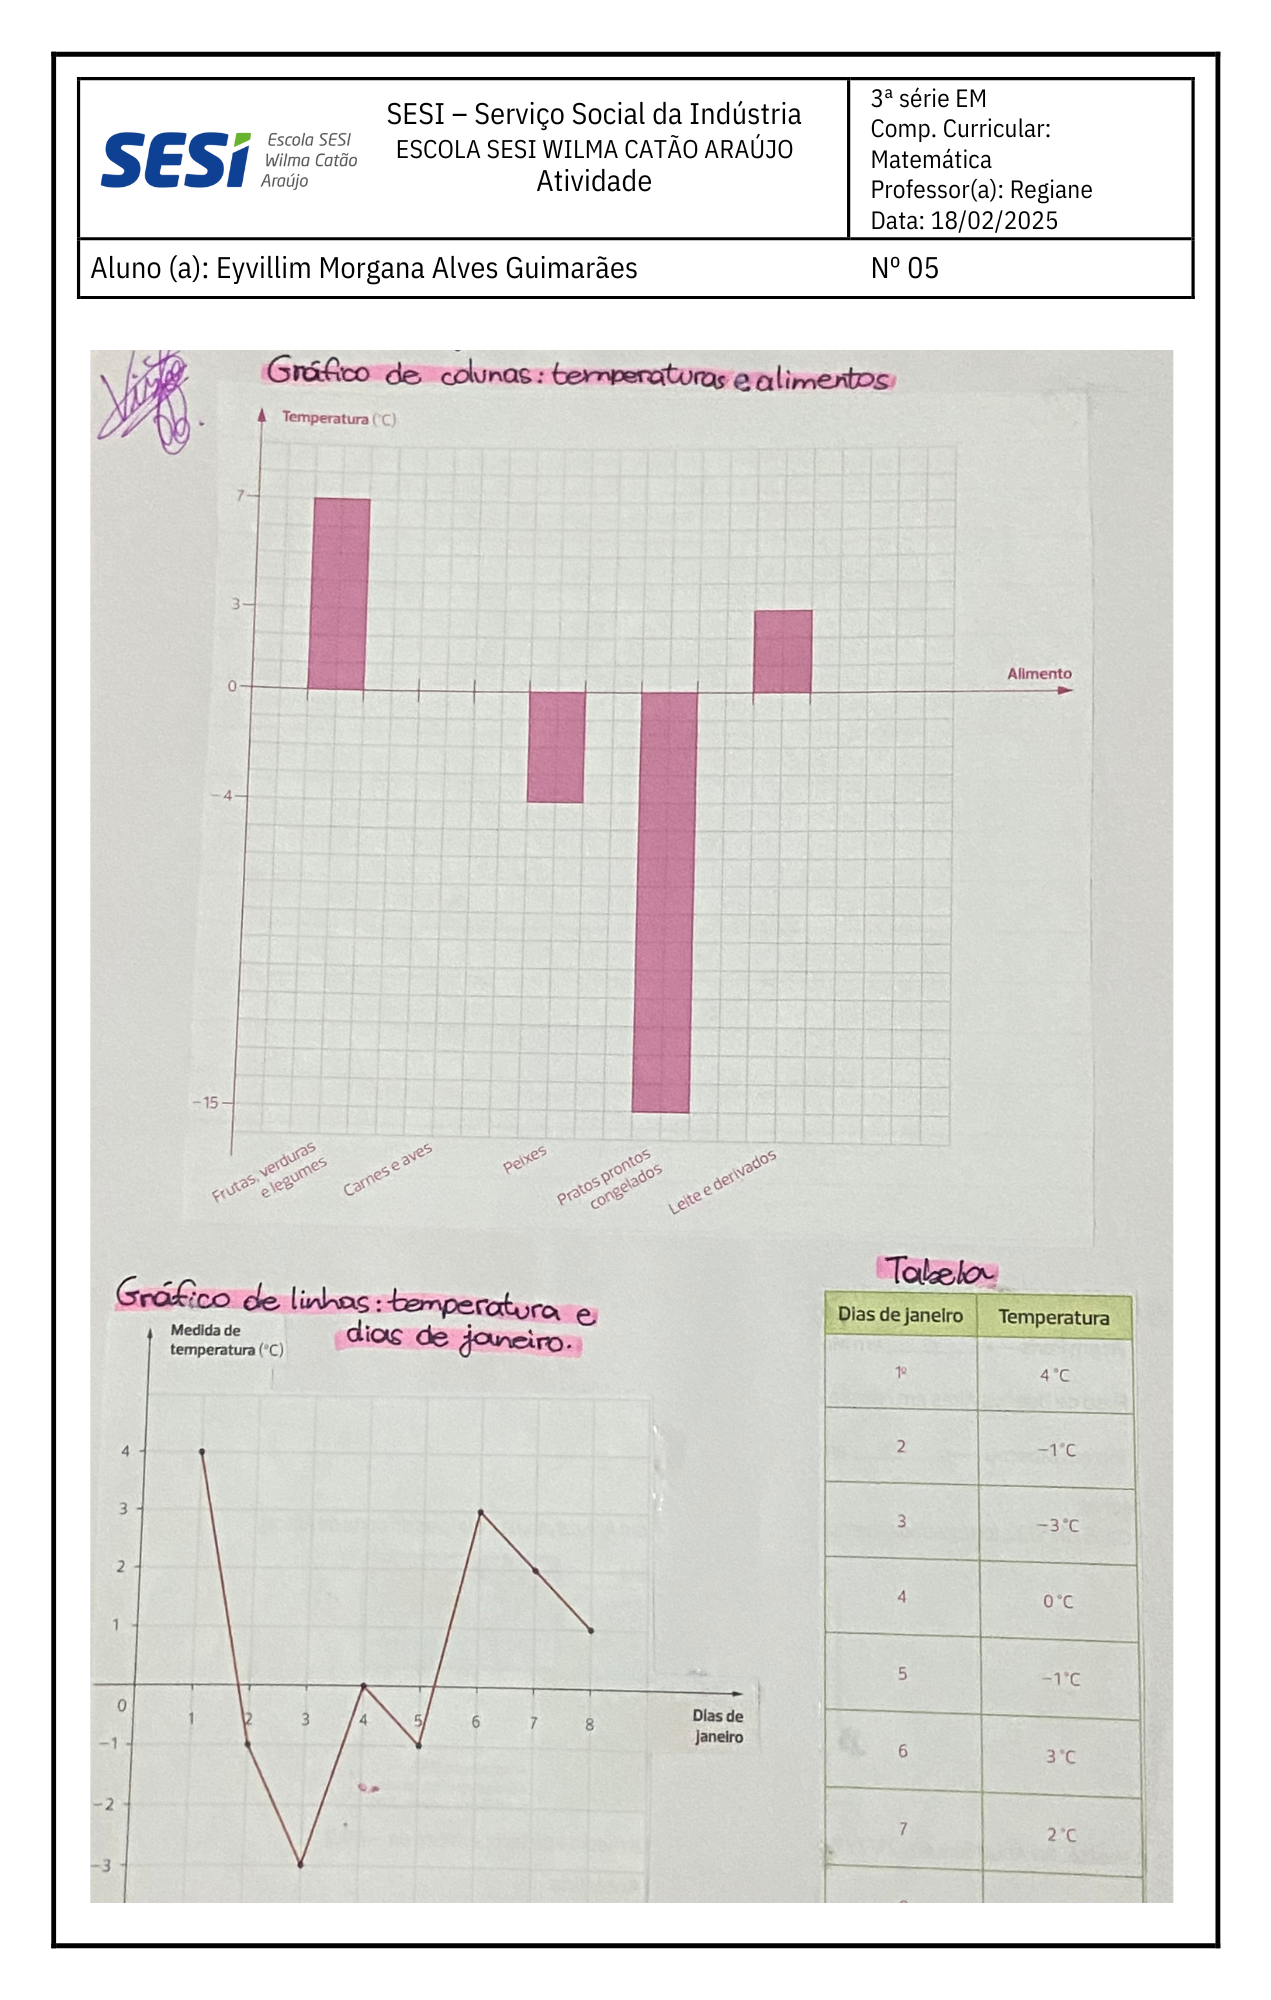 SESI
Escola SESI
Wilma Catão
Araújo
SESI – Serviço Social da Indústria
ESCOLA SESI WILMA CATÃO ARAÚJO
Atividade
3ª série EM
Comp. Curricular:
Matemática
Professor(a): Regiane
Data: 18/02/2025
Aluno (a): Eyvillim Morgana Alves Guimarães
Nº 05
Gráfico de colunas: temperaturas e alimentos
Temperatura (°C)
7
3
0
Alimento
−4
−15
Frutas, verduras
e legumes
Carnes e aves
Peixes
Pratos prontos
congelados
Leite e derivados
Gráfico de linhas: temperatura e
dias de janeiro.
Medida de
temperatura (°C)
4
3
2
1
0
1 2 3 4 5 6 7 8
Dias de
janeiro
−1
−2
−3
Tabela
Dias de janeiro Temperatura
1º 4 °C
2 −1 °C
3 −3 °C
4 0 °C
5 −1 °C
6 3 °C
7 2 °C